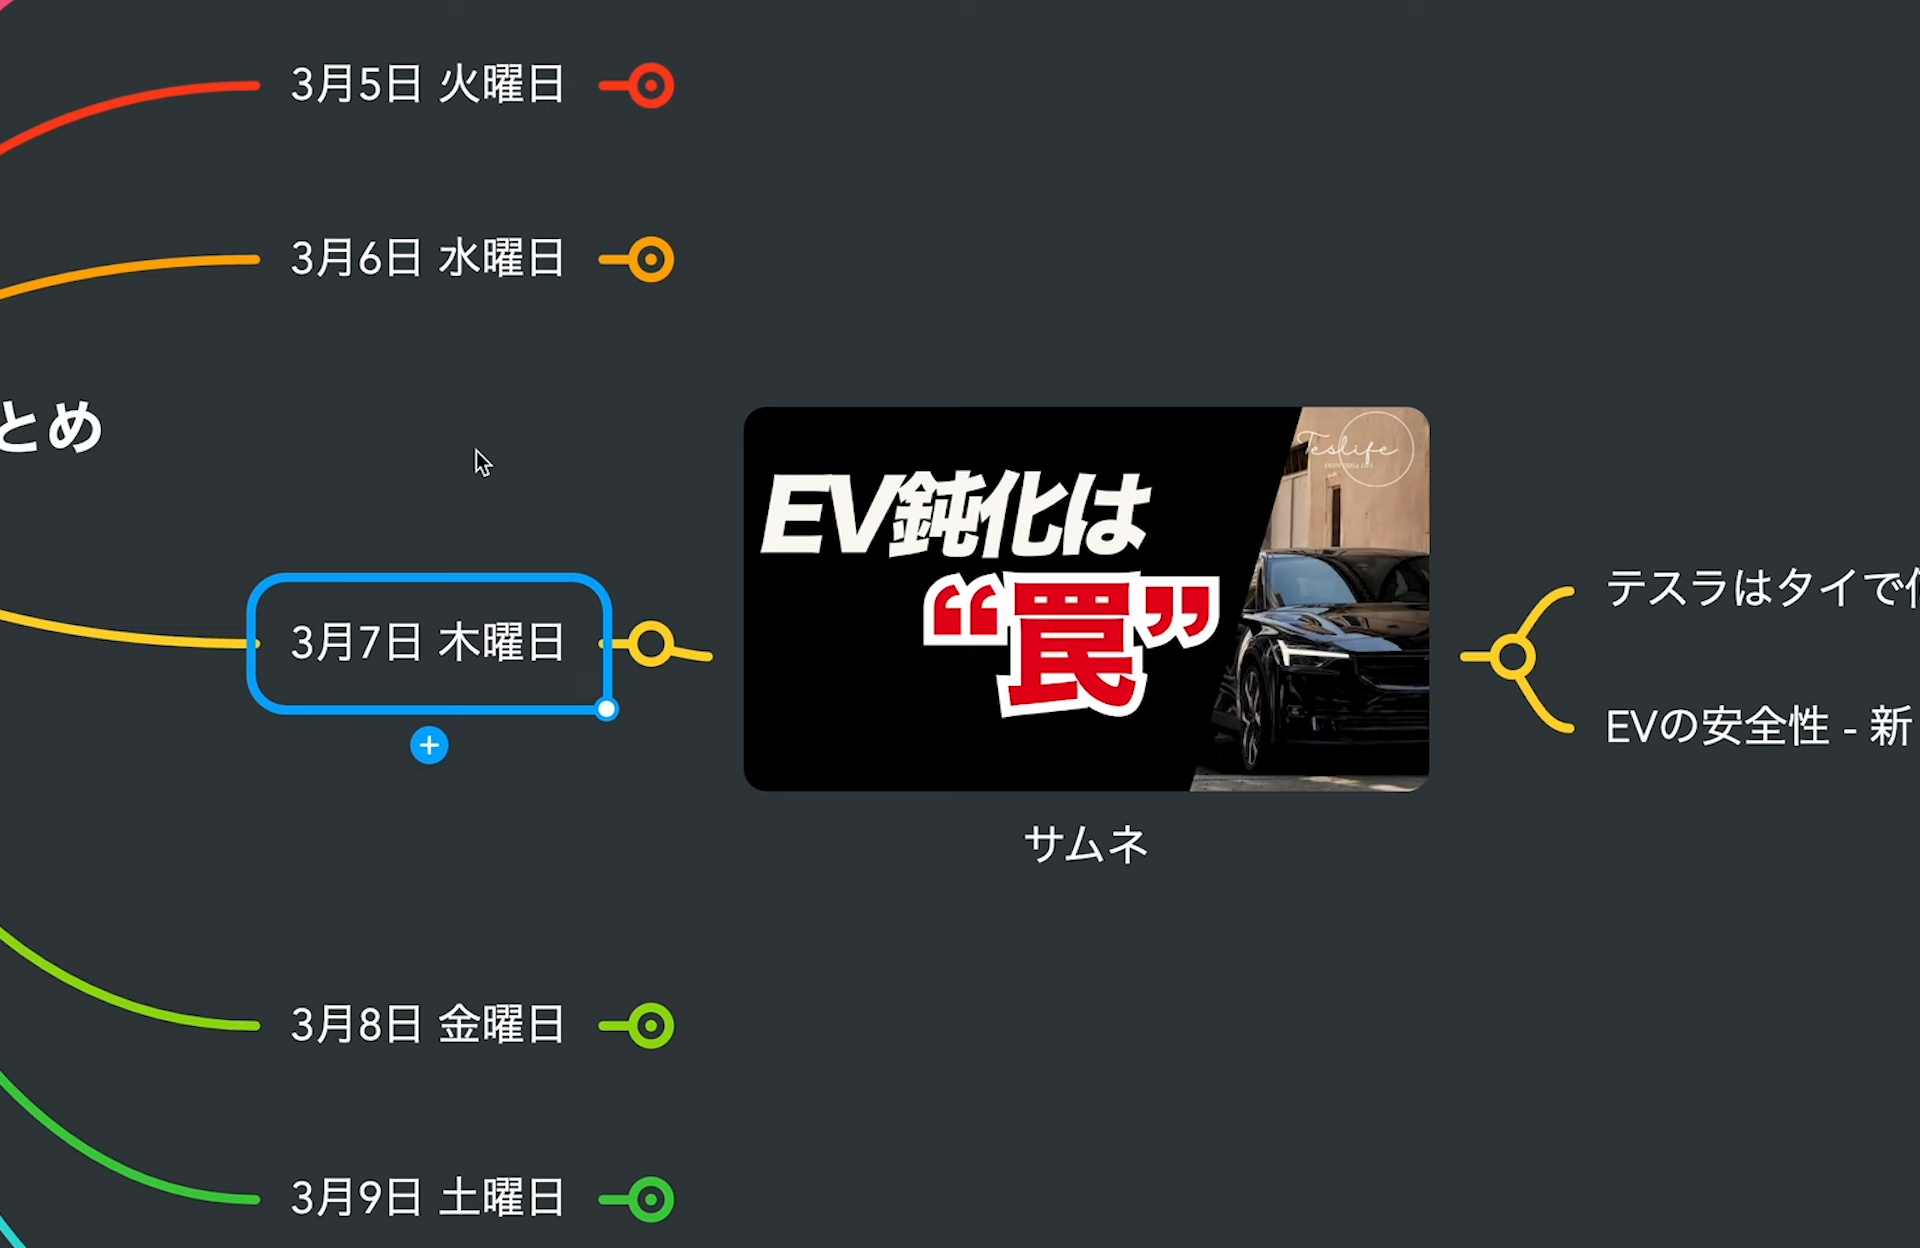 3月5日 火曜日
3月6日 水曜日
とめ
3月7日 木曜日
EV鈍化は
“罠”
Teslife
サムネ
テスラはタイで
EVの安全性 - 新
3月8日 金曜日
3月9日 土曜日